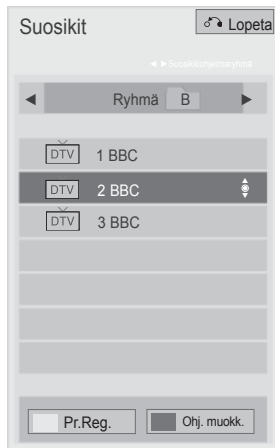 Suosikit
Lopeta
◄ ►Suosikkiohjelmaryhmä
◄ Ryhmä B ►
DTV 1 BBC
DTV 2 BBC
DTV 3 BBC
Pr.Reg. Ohj. muokk.